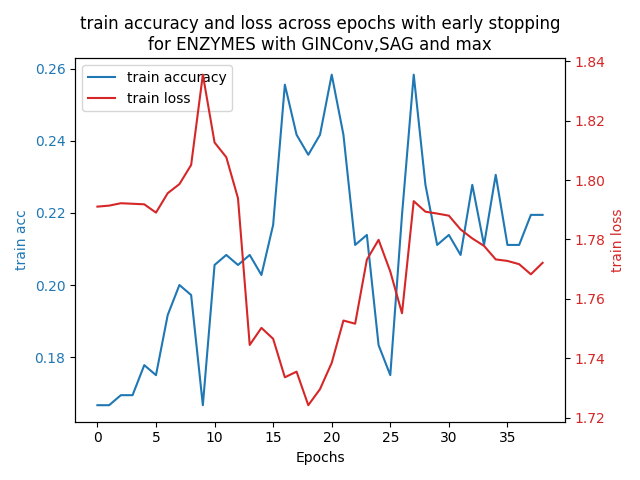 train accuracy and loss across epochs with early stopping
for ENZYMES with GINConv,SAG and max
train accuracy
train loss
0.26
0.24
0.22
0.20
0.18
train acc
1.84
1.82
1.80
1.78
1.76
1.74
1.72
train loss
0 5 10 15 20 25 30 35
Epochs